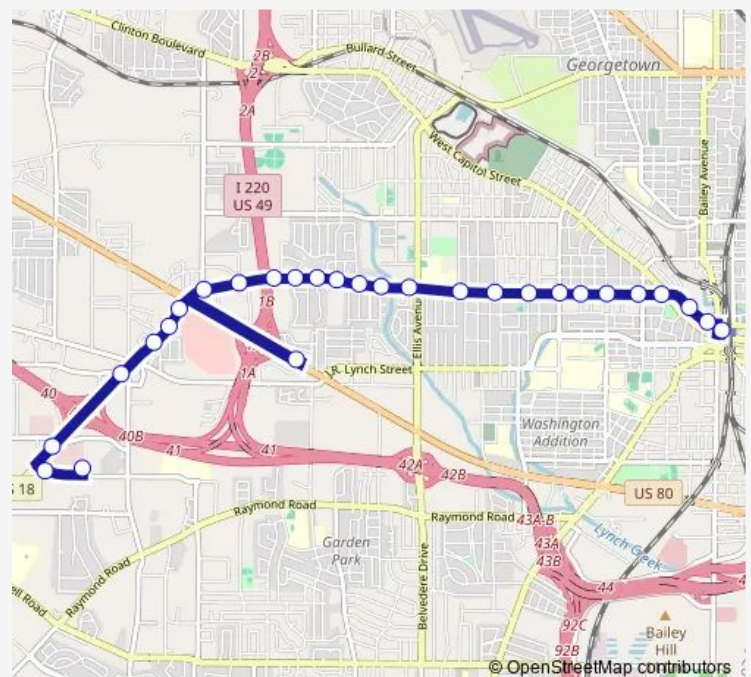 Clinton Boulevard
2B
2
Bullard Street
Georgetown
2A
West Capitol Street
Bailey Avenue
I 220
US 49
1B
Ellis Avenue
J.R. Lynch Street
1A
40
40B
41
41
42A
42B
Washington
Addition
18
US 80
Raymond Road
Raymond Road
43A-B
43A
43B
Lynch Creek
Garden
Park
Raymond Road
ell Road
Belvedere Drive
44
4
92C
92B
Bailey
Hill
© OpenStreetMap contributors